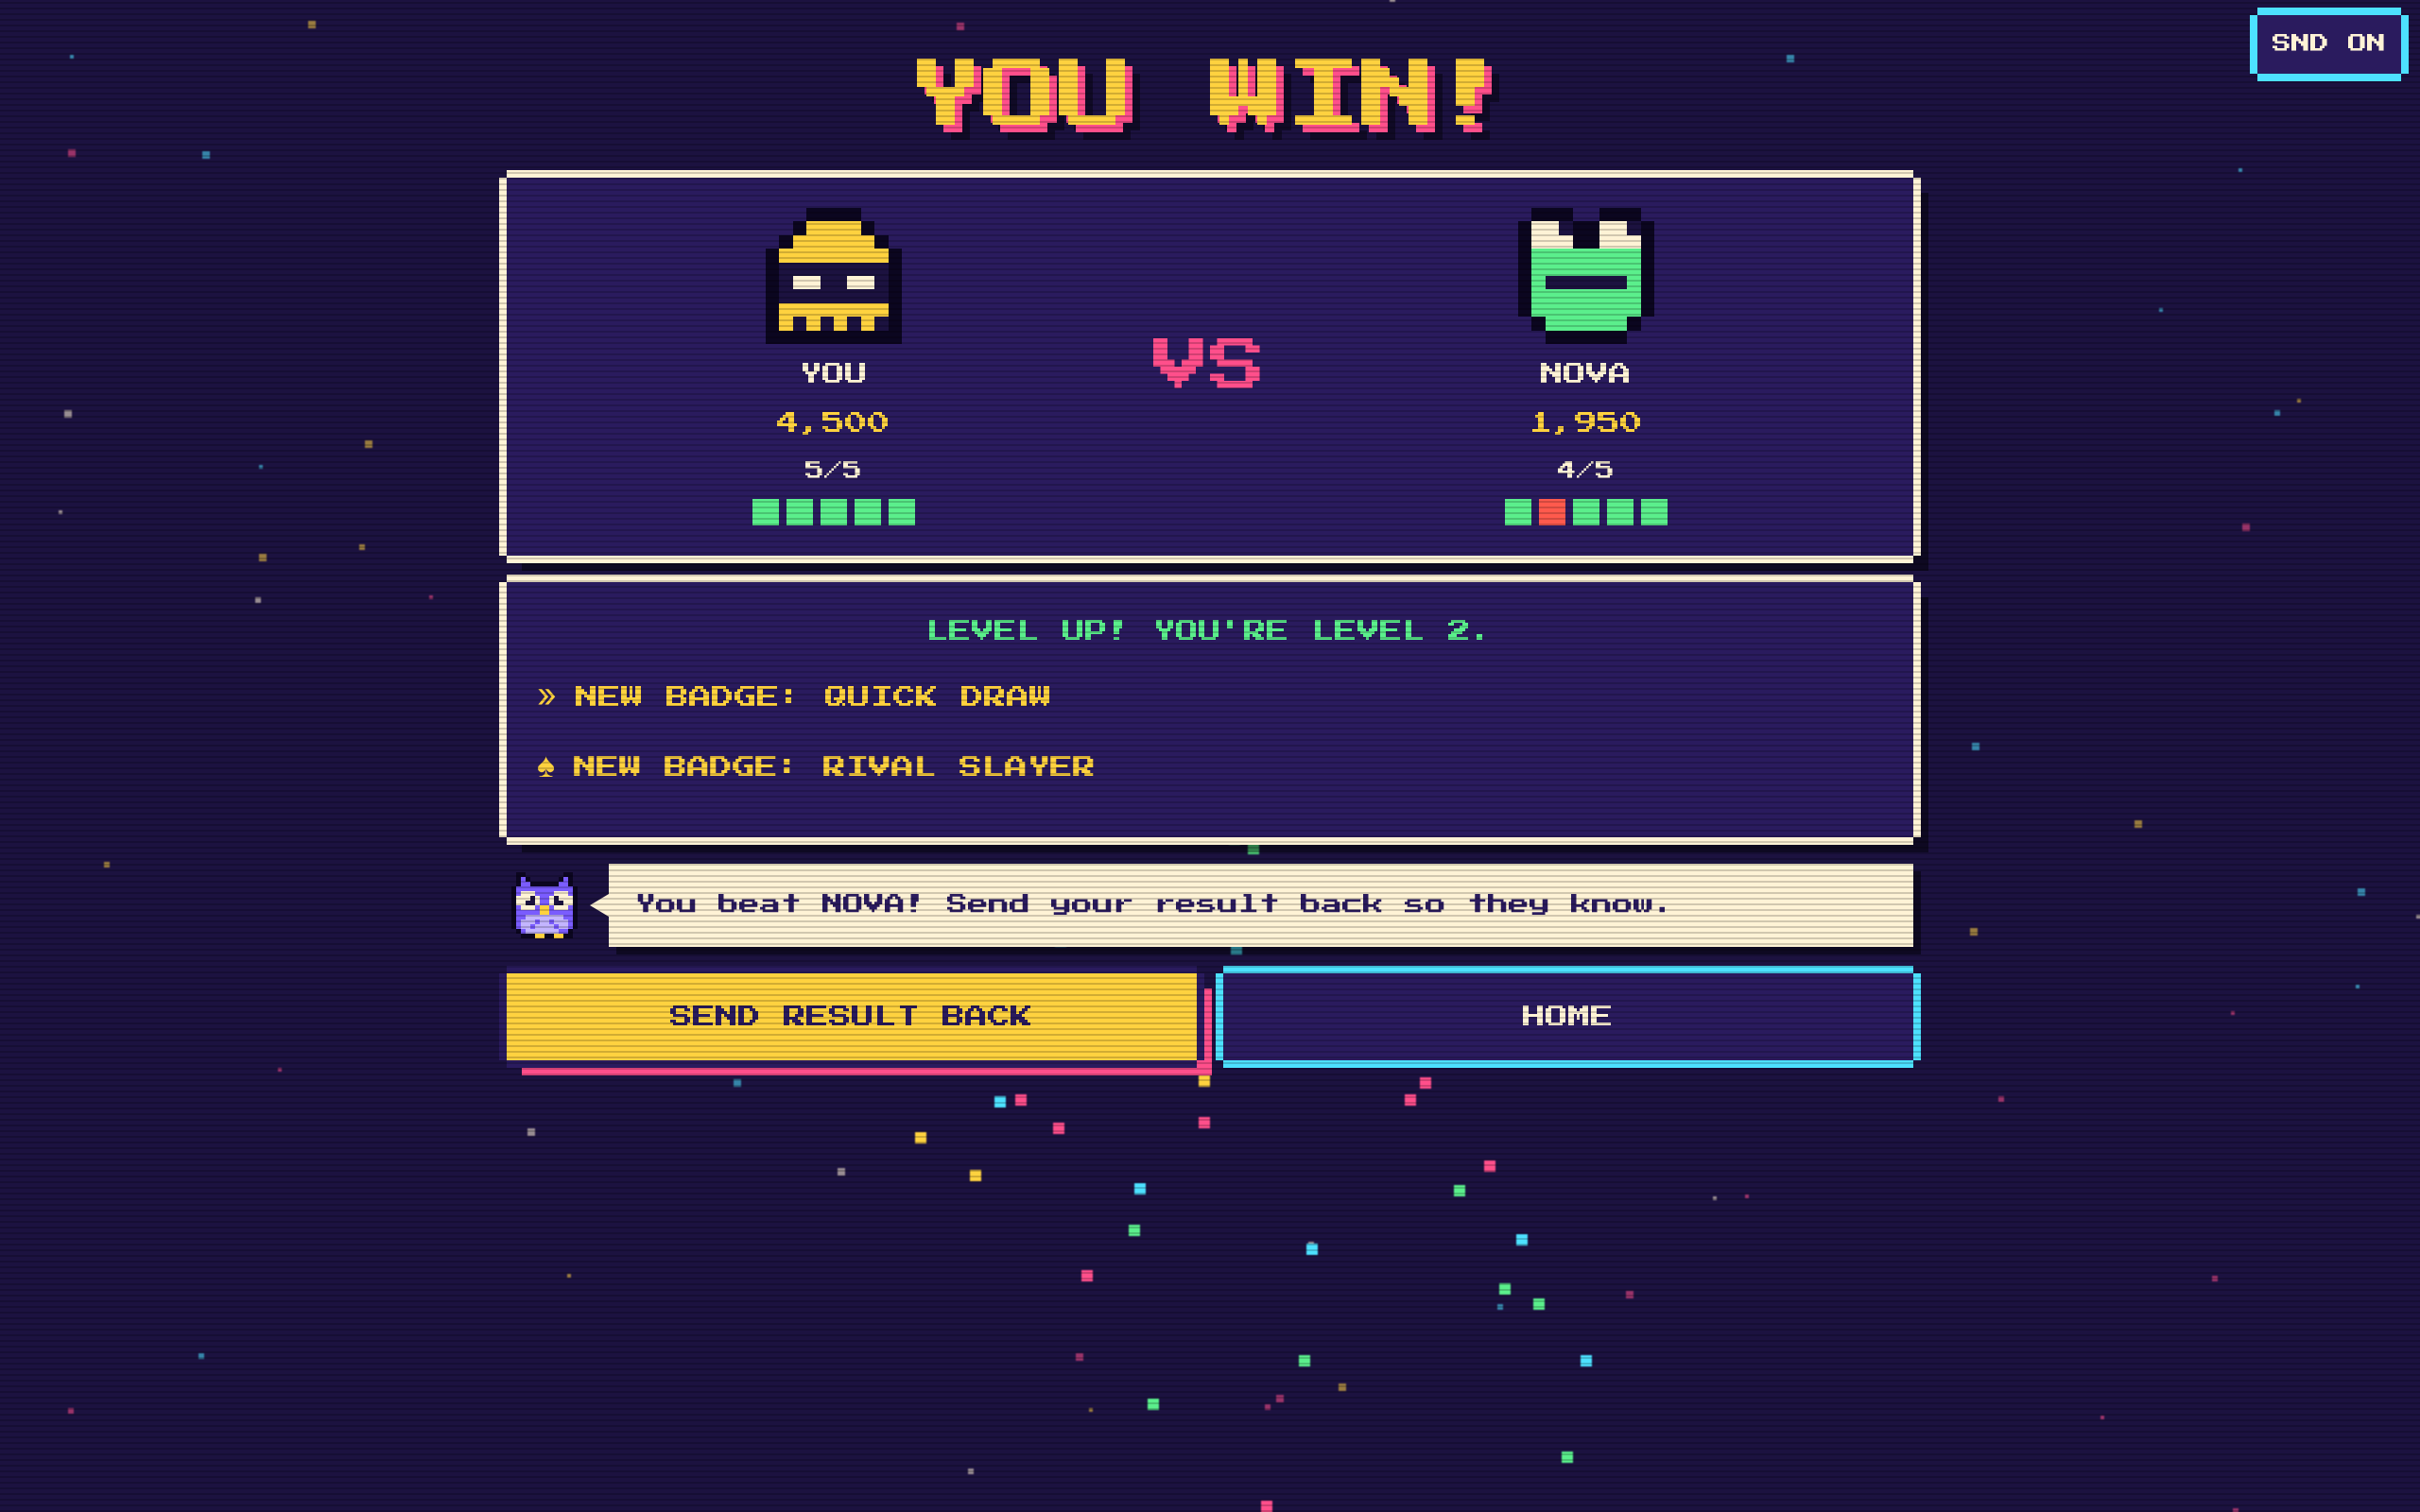 SND ON
YOU WIN!
VS
YOU
4,500
5/5
NOVA
1,950
4/5
LEVEL UP! YOU'RE LEVEL 2.
» NEW BADGE: QUICK DRAW
♠ NEW BADGE: RIVAL SLAYER
You beat NOVA! Send your result back so they know.
SEND RESULT BACK
HOME